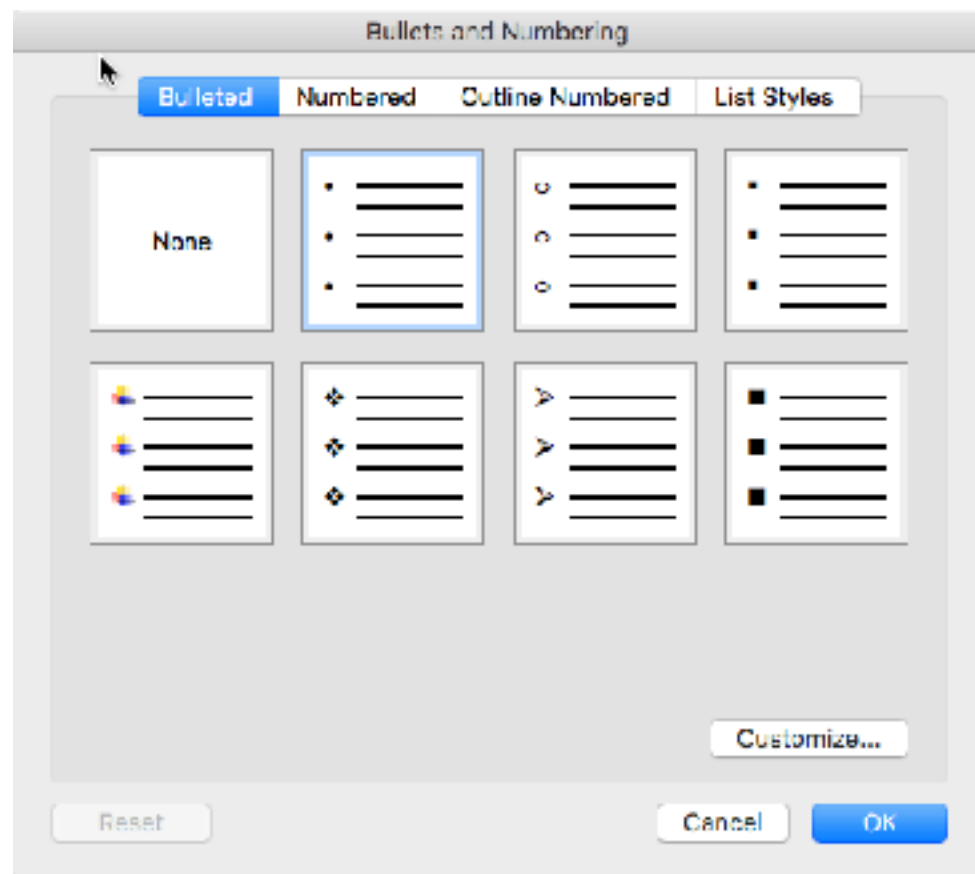 Bullets and Numbering
Bulleted Numbered Outline Numbered List Styles
None
Customize...
Reset Cancel OK